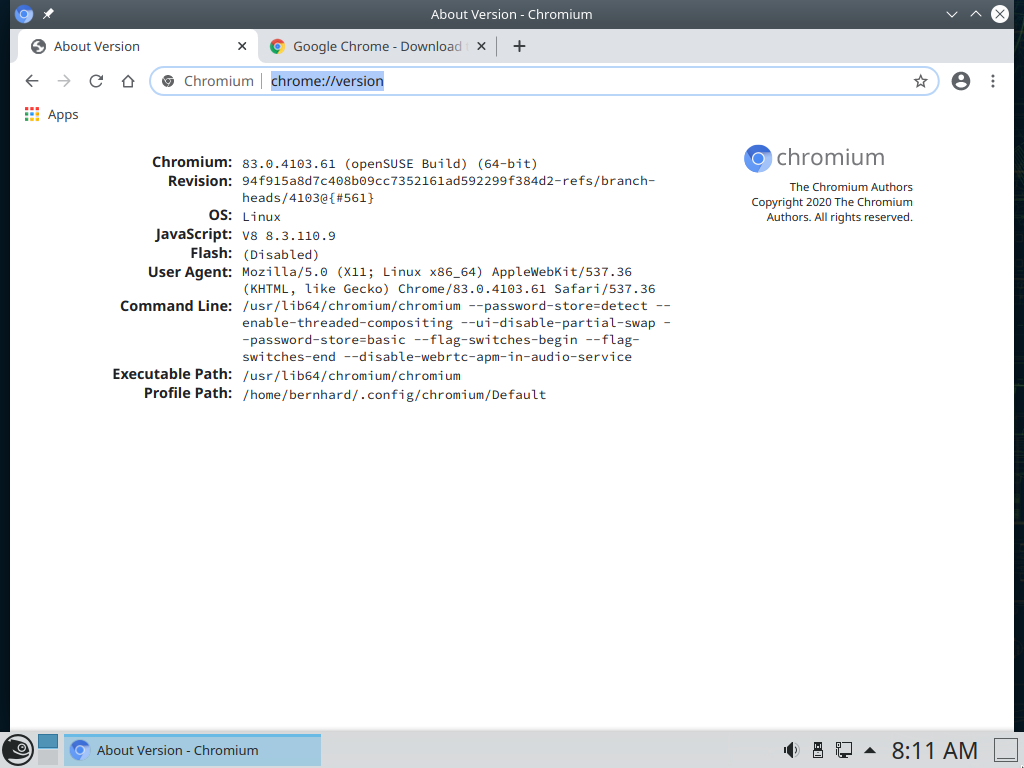 About Version - Chromium
About Version
Google Chrome - Download
Chromium
chrome://version
Apps
chromium
The Chromium Authors
Copyright 2020 The Chromium
Authors. All rights reserved.
Chromium: 83.0.4103.61 (openSUSE Build) (64-bit)
Revision: 94f915a8d7c408b09cc7352161ad592299f384d2-refs/branch-
heads/4103@{#561}
OS: Linux
JavaScript: V8 8.3.110.9
Flash: (Disabled)
User Agent: Mozilla/5.0 (X11; Linux x86_64) AppleWebKit/537.36
(KHTML, like Gecko) Chrome/83.0.4103.61 Safari/537.36
Command Line: /usr/lib64/chromium/chromium --password-store=detect --
enable-threaded-compositing --ui-disable-partial-swap -
-password-store=basic --flag-switches-begin --flag-
switches-end --disable-webrtc-apm-in-audio-service
Executable Path: /usr/lib64/chromium/chromium
Profile Path: /home/bernhard/.config/chromium/Default
About Version - Chromium
8:11 AM